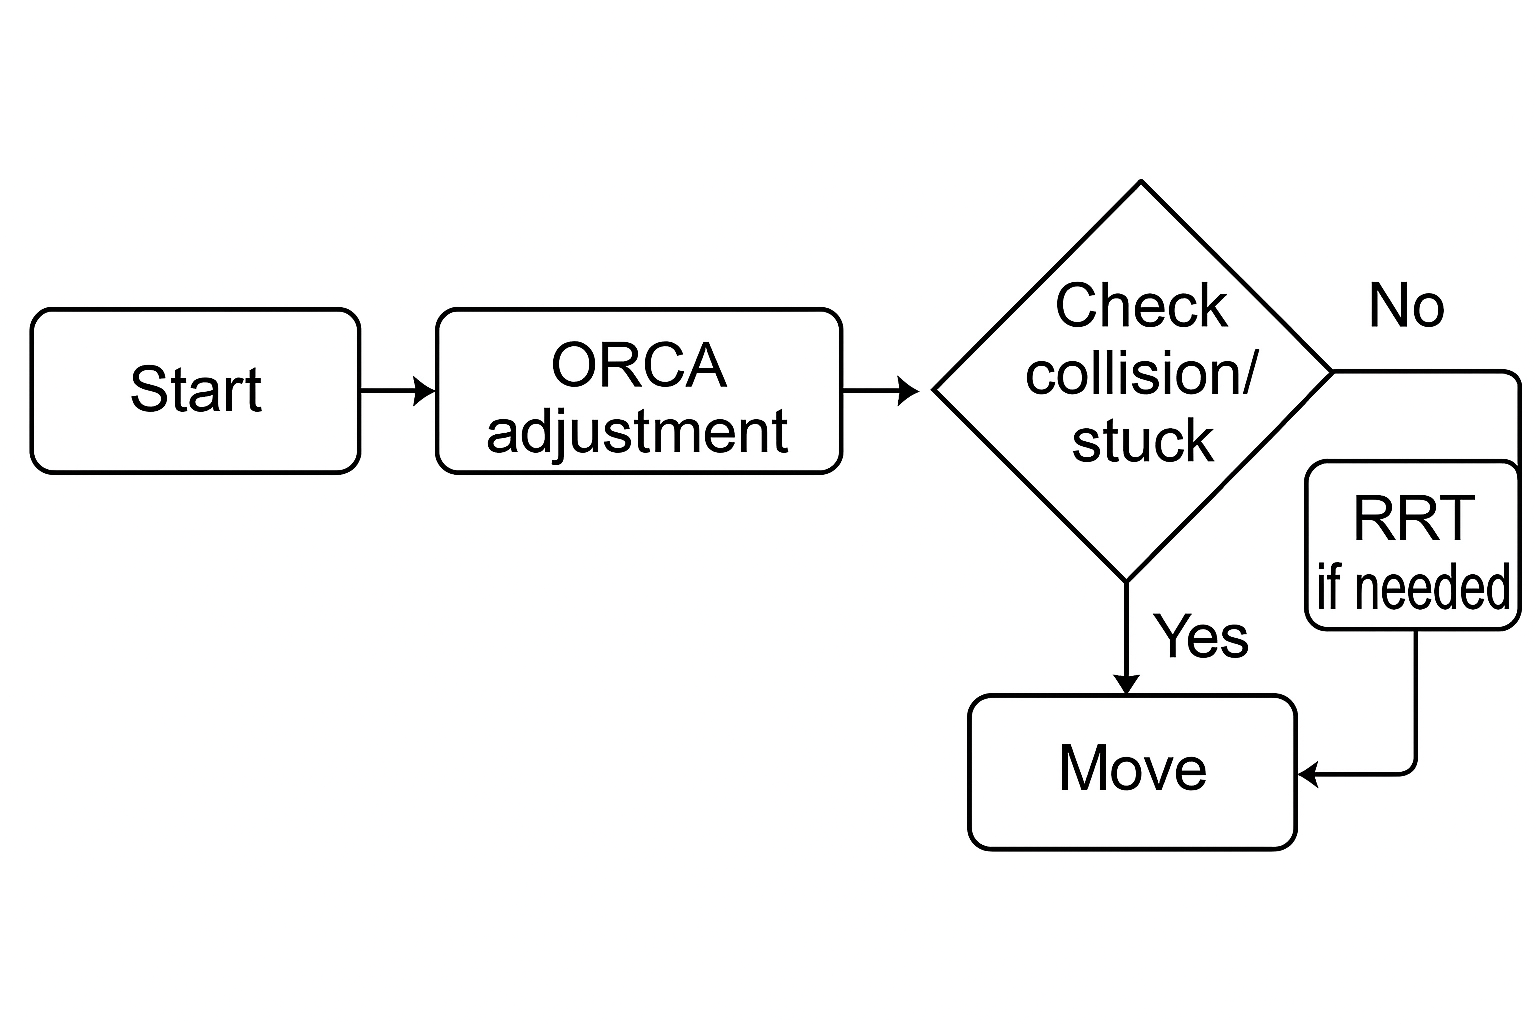 Start
ORCA
adjustment
Check
collision/
stuck
No
RRT
if needed
Yes
Move